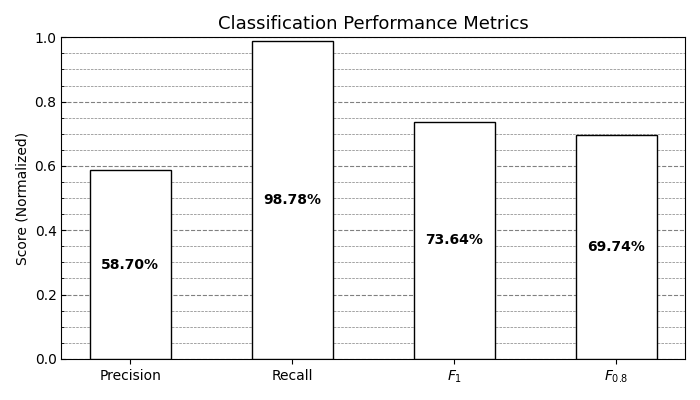 Classification Performance Metrics
Score (Normalized)
1.0
0.8
0.6
0.4
0.2
0.0
58.70%
98.78%
73.64%
69.74%
Precision
Recall
F1
F0.8